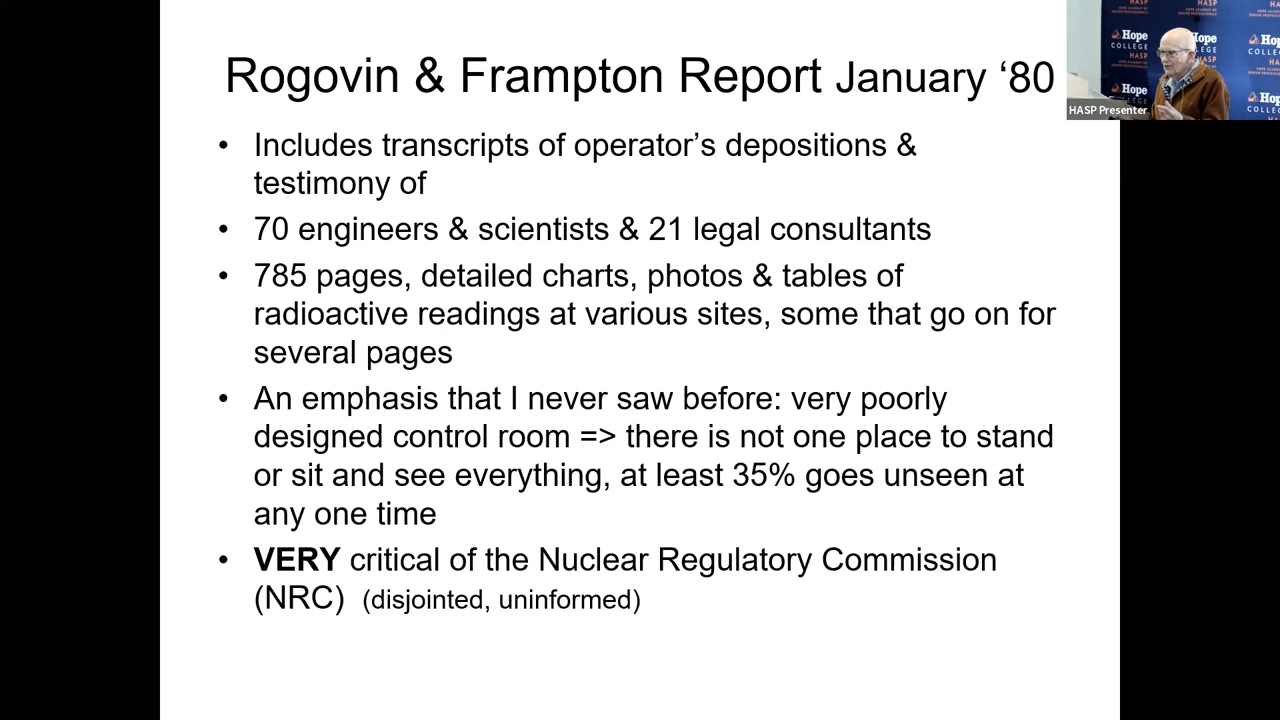 Rogovin & Frampton Report January ‘80
• Includes transcripts of operator’s depositions &
testimony of
• 70 engineers & scientists & 21 legal consultants
• 785 pages, detailed charts, photos & tables of
radioactive readings at various sites, some that go on for
several pages
• An emphasis that I never saw before: very poorly
designed control room => there is not one place to stand
or sit and see everything, at least 35% goes unseen at
any one time
• VERY critical of the Nuclear Regulatory Commission
(NRC) (disjointed, uninformed)
HASP
Hope
COLLEGE
HASP
HASP Presenter